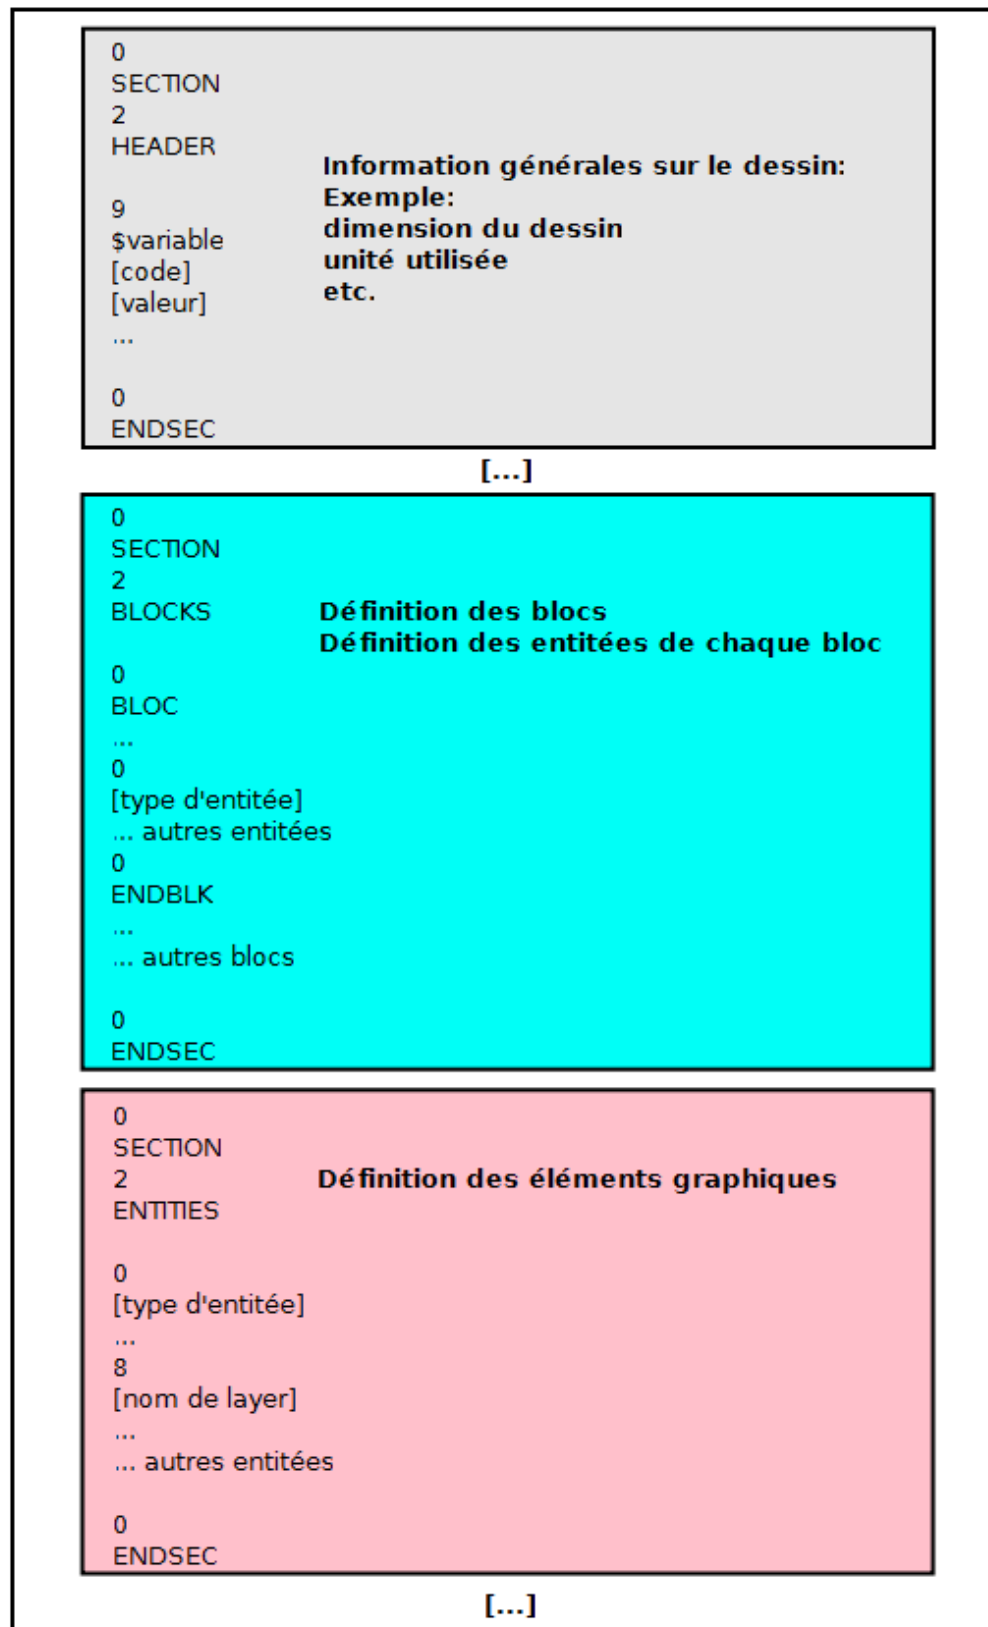 0
SECTION
2
HEADER
Information générales sur le dessin:
Exemple:
9
dimension du dessin
$variable
unité utilisée
[code]
etc.
[valeur]
...
0
ENDSEC
[...]
0
SECTION
2
BLOCKS Définition des blocs
Définition des entitées de chaque bloc
0
BLOC
...
0
[type d'entitée]
... autres entitées
0
ENDBLK
...
... autres blocs
0
ENDSEC
0
SECTION
2 Définition des éléments graphiques
ENTITIES
0
[type d'entitée]
...
8
[nom de layer]
...
... autres entitées
0
ENDSEC
[...]